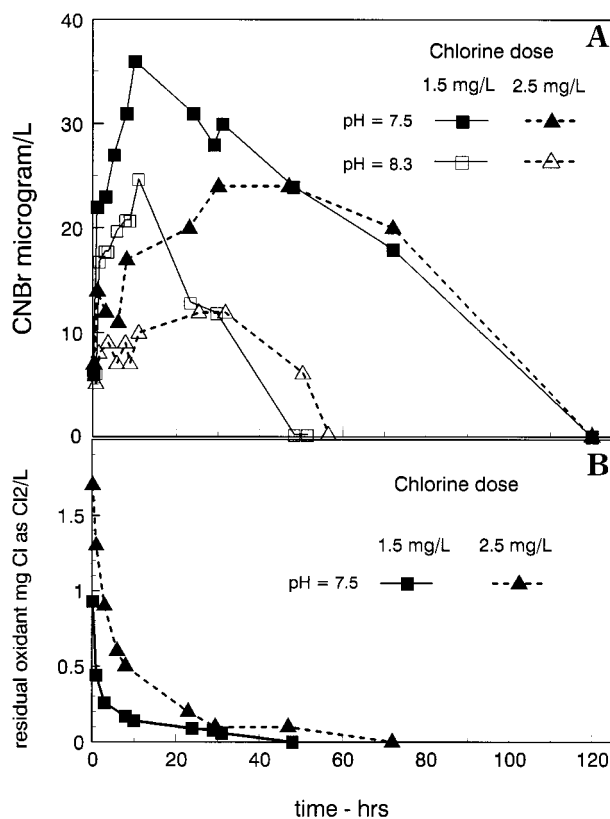 A
Chlorine dose
1.5 mg/L 2.5 mg/L
pH = 7.5
pH = 8.3
CNBr microgram/L
40
30
20
10
0
B
Chlorine dose
1.5 mg/L 2.5 mg/L
pH = 7.5
residual oxidant mg Cl as Cl2/L
1.5
1
0.5
0
0 20 40 60 80 100 120
time - hrs